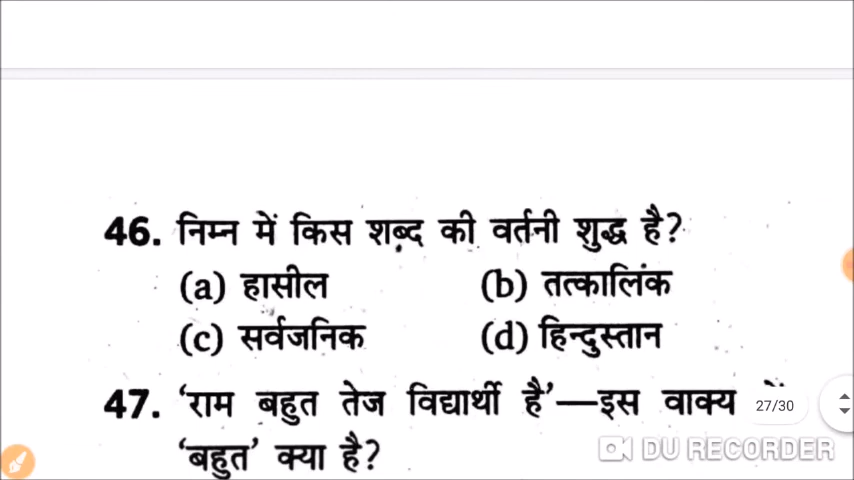 46. निम्न में किस शब्द की वर्तनी शुद्ध है?
(a) हासील (b) तत्कालिंक
(c) सर्वजनिक (d) हिन्दुस्तान
47. ‘राम बहुत तेज विद्यार्थी है’—इस वाक्य
27/30
‘बहुत’ क्या है?
DU RECORDER